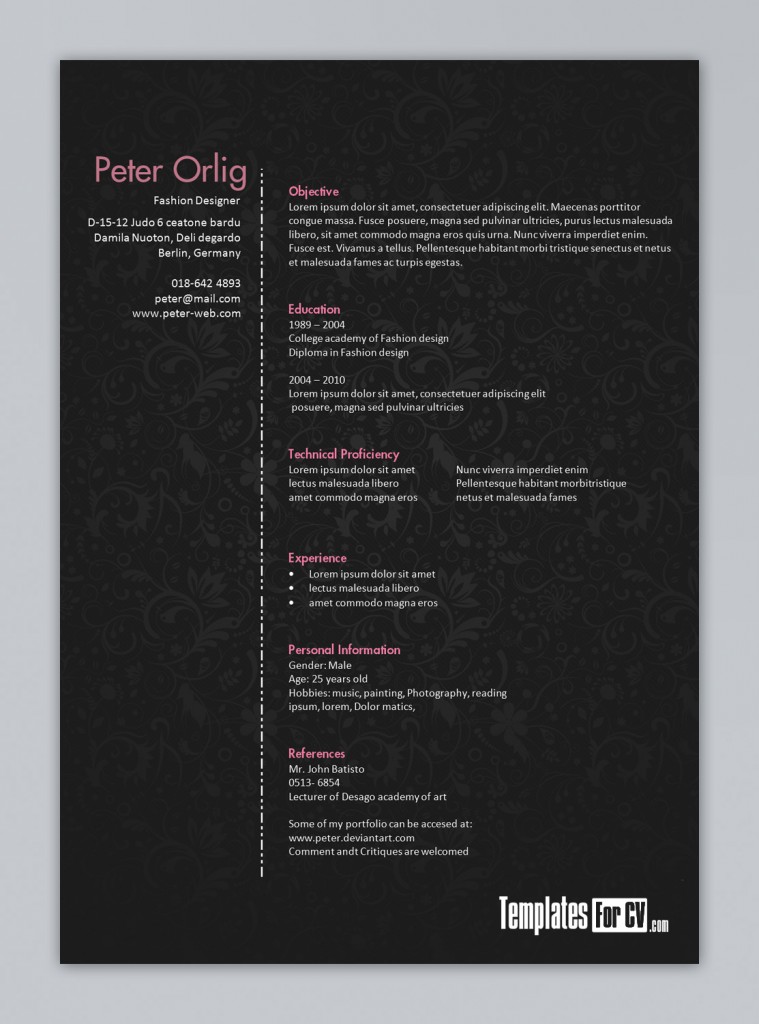 Peter Orlig
Fashion Designer
D-15-12 Judo 6 ceatone bardu
Damila Nuoton, Deli degardo
Berlin, Germany
018-642 4893
peter@mail.com
www.peter-web.com
Objective
Lorem ipsum dolor sit amet, consectetuer adipiscing elit. Maecenas porttitor
congue massa. Fusce posuere, magna sed pulvinar ultricies, purus lectus malesuada
libero, sit amet commodo magna eros quis urna. Nunc viverra imperdiet enim.
Fusce est. Vivamus a tellus. Pellentesque habitant morbi tristique senectus et netus
et malesuada fames ac turpis egestas.
Education
1989 – 2004
College academy of Fashion design
Diploma in Fashion design
2004 – 2010
Lorem ipsum dolor sit amet, consectetuer adipiscing elit
posuere, magna sed pulvinar ultricies
Technical Proficiency
Lorem ipsum dolor sit amet
lectus malesuada libero
amet commodo magna eros
Nunc viverra imperdiet enim
Pellentesque habitant morbitristique
netus et malesuada fames
Experience
• Lorem ipsum dolor sit amet
• lectus malesuada libero
• amet commodo magna eros
Personal Information
Gender: Male
Age: 25 years old
Hobbies: music, painting, Photography, reading
ipsum, lorem, Dolor matics,
References
Mr. John Batisto
0513- 6854
Lecturer of Desago academy of art
Some of my portfolio can be accesed at:
www.peter.deviantart.com
Comment andt Critiques are welcomed
Templates For CV .com